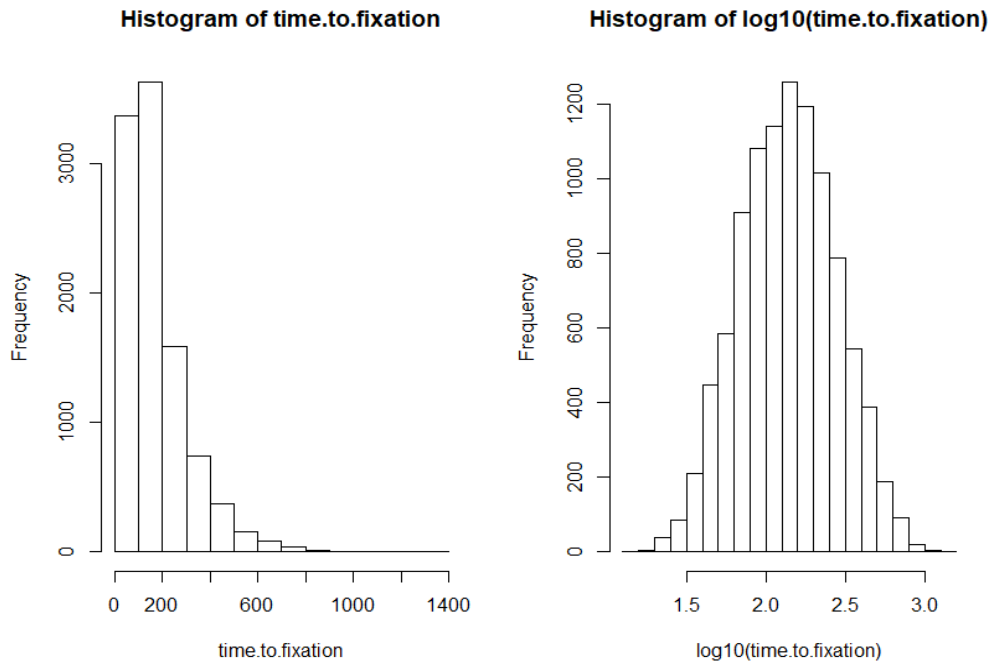 Histogram of time.to.fixation
Frequency
0
1000
2000
3000
0 200 600 1000 1400
time.to.fixation
Histogram of log10(time.to.fixation)
Frequency
0
200
400
600
800
1000
1200
1.5 2.0 2.5 3.0
log10(time.to.fixation)